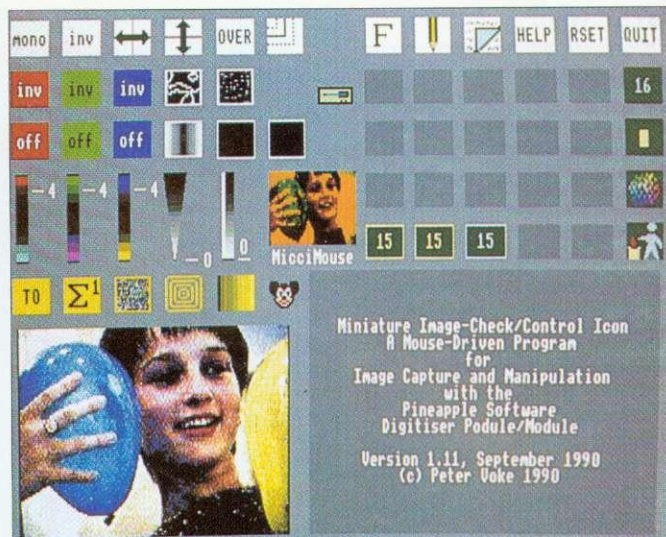 mono inv OVER F HELP RSET QUIT
inv inv inv 16
off off off
4 4 4
0 0
MicciMouse 15 15 15
TO Σ1
Miniature Image-Check/Control Icon
A Mouse-Driven Program
for
Image Capture and Manipulation
with the
Pineapple Software
Digitiser Podule/Module
Version 1.11, September 1990
(c) Peter Voke 1990